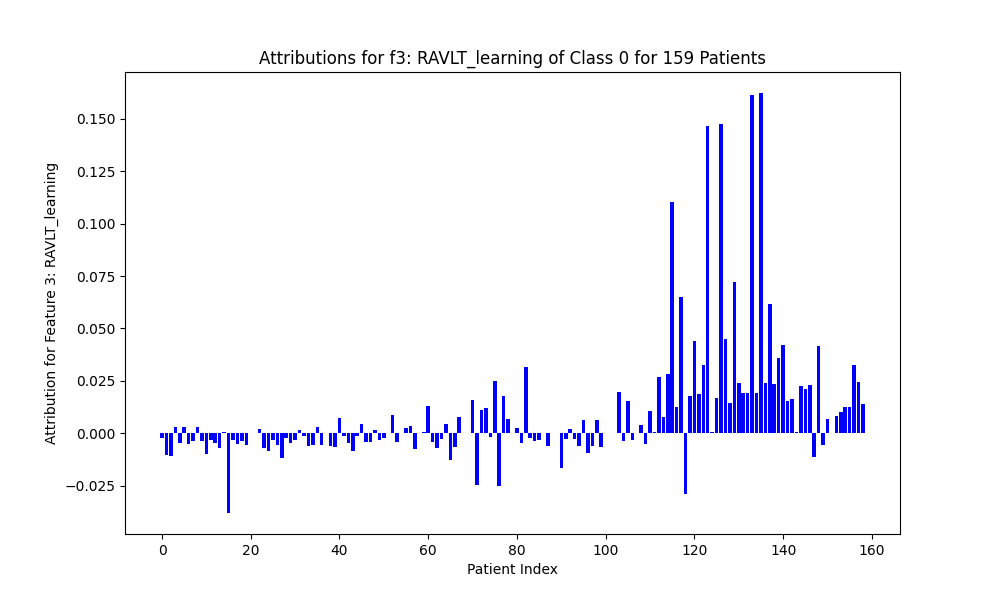 Attributions for f3: RAVLT_learning of Class 0 for 159 Patients
Attribution for Feature 3: RAVLT_learning
0.150
0.125
0.100
0.075
0.050
0.025
0.000
−0.025
0 20 40 60 80 100 120 140 160
Patient Index